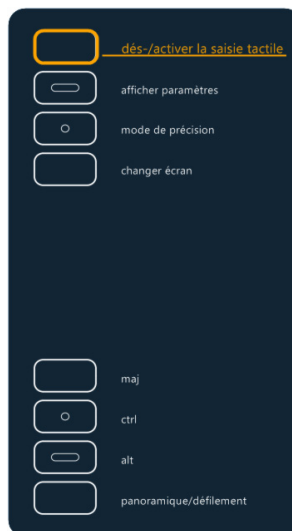 dés-/activer la saisie tactile
afficher paramètres
mode de précision
changer écran
maj
ctrl
alt
panoramique/défilement